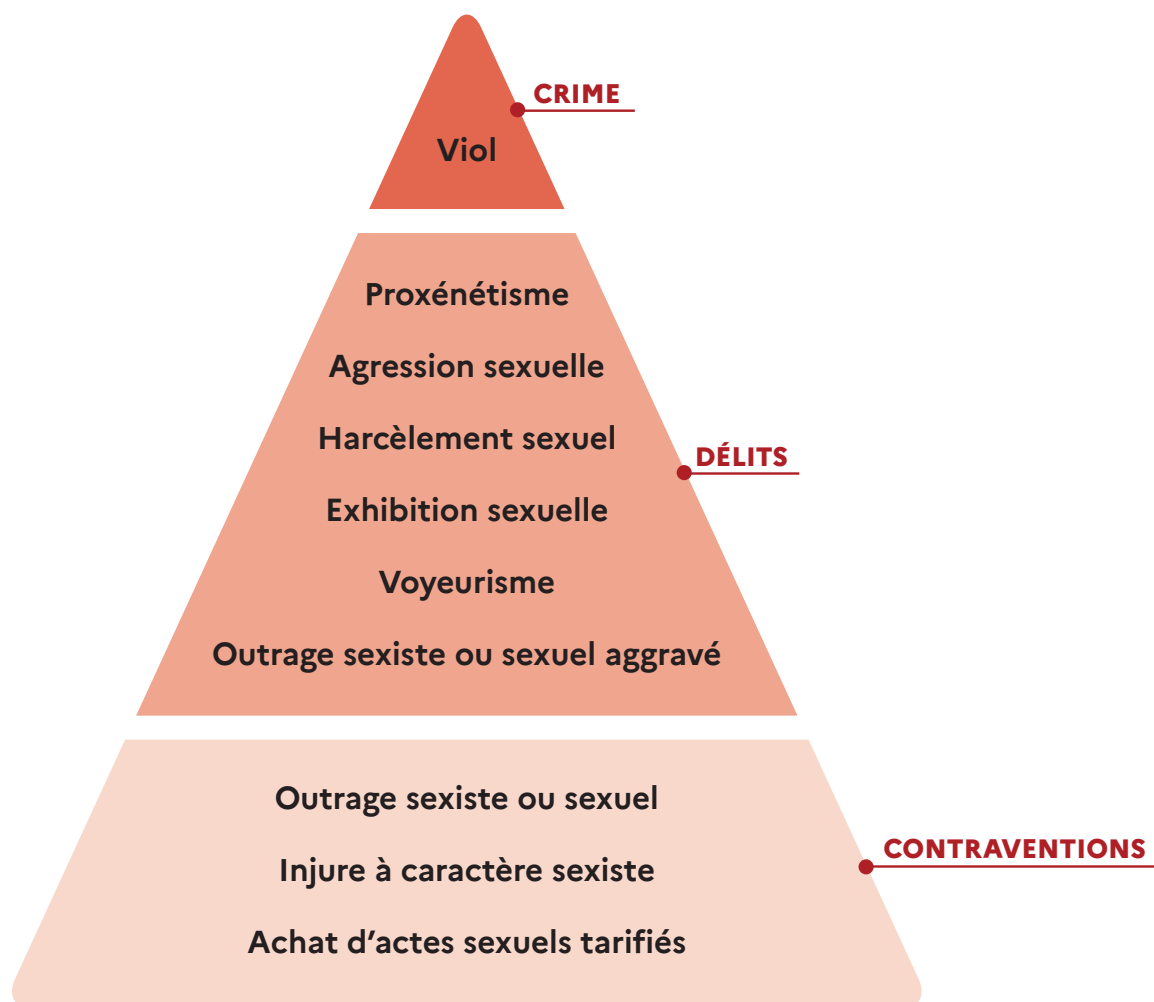 CRIME
Viol
Proxénétisme
Agression sexuelle
Harcèlement sexuel
DÉLITS
Exhibition sexuelle
Voyeurisme
Outrage sexiste ou sexuel aggravé
Outrage sexiste ou sexuel
CONTRAVENTIONS
Injure à caractère sexiste
Achat d’actes sexuels tarifiés